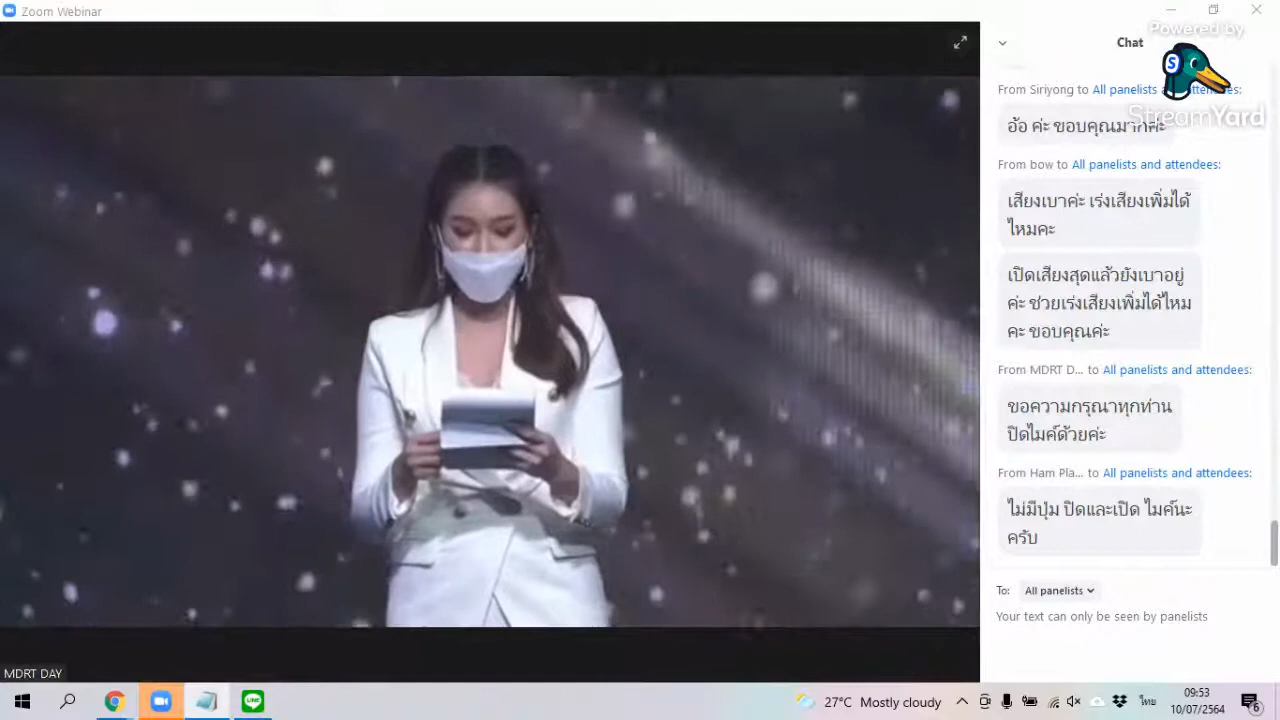 Zoom Webinar
Powered by
Chat
StreamYard
From Siriyong to All panelists and attendees:
อ้อ ค่ะ ขอบคุณมากค่ะ
From bow to All panelists and attendees:
เสียงเบาค่ะ เร่งเสียงเพิ่มได้
ไหมคะ
เปิดเสียงสุดแล้วยังเบาอยู่
ค่ะ ช่วยเร่งเสียงเพิ่มได้ไหม
คะ ขอบคุณค่ะ
From MDRT D... to All panelists and attendees:
ขอความกรุณาทุกท่าน
ปิดไมค์ด้วยค่ะ
From Ham Pla... to All panelists and attendees:
ไม่มีปุ่ม ปิดและเปิด ไมค์นะ
ครับ
To: All panelists
Your text can only be seen by panelists
MDRT DAY
27°C Mostly cloudy
ไทย
09:53
10/07/2564
6